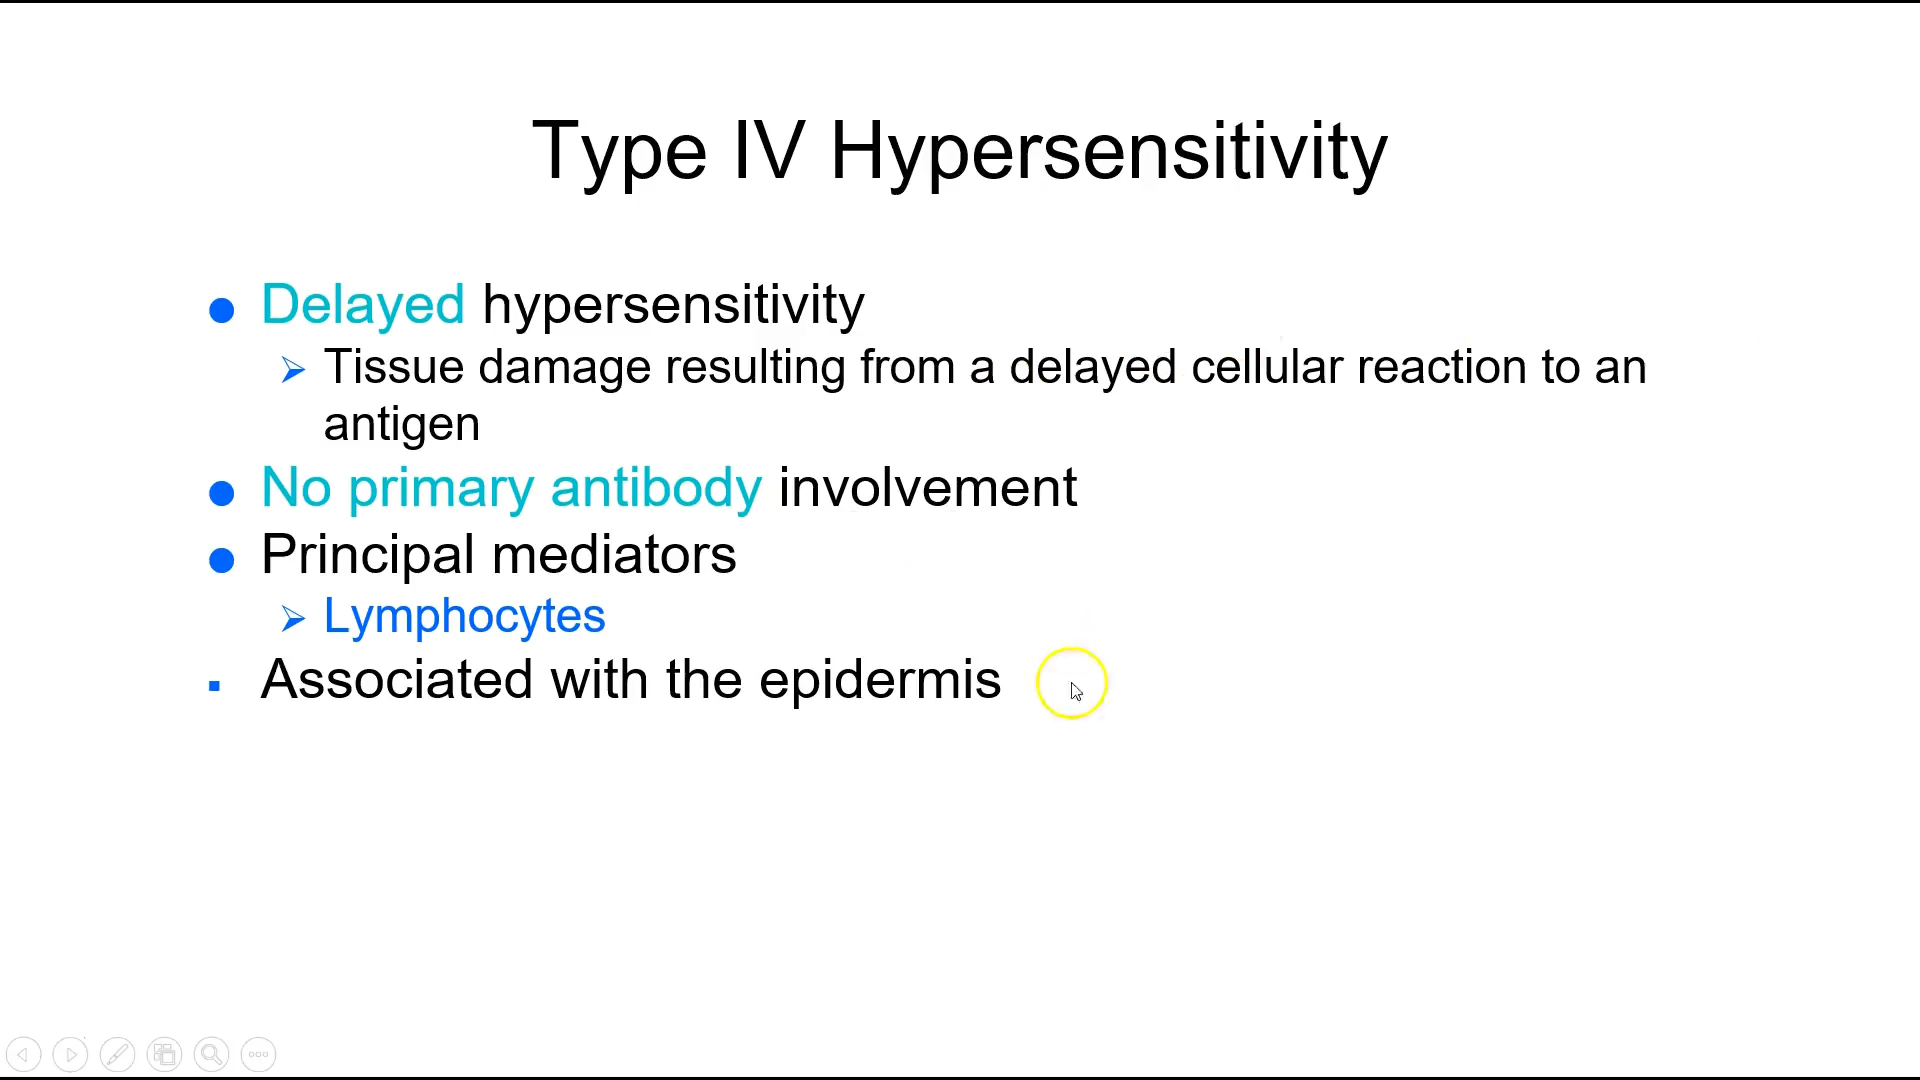 Type IV Hypersensitivity
Delayed hypersensitivity
Tissue damage resulting from a delayed cellular reaction to an
antigen
No primary antibody involvement
Principal mediators
Lymphocytes
Associated with the epidermis